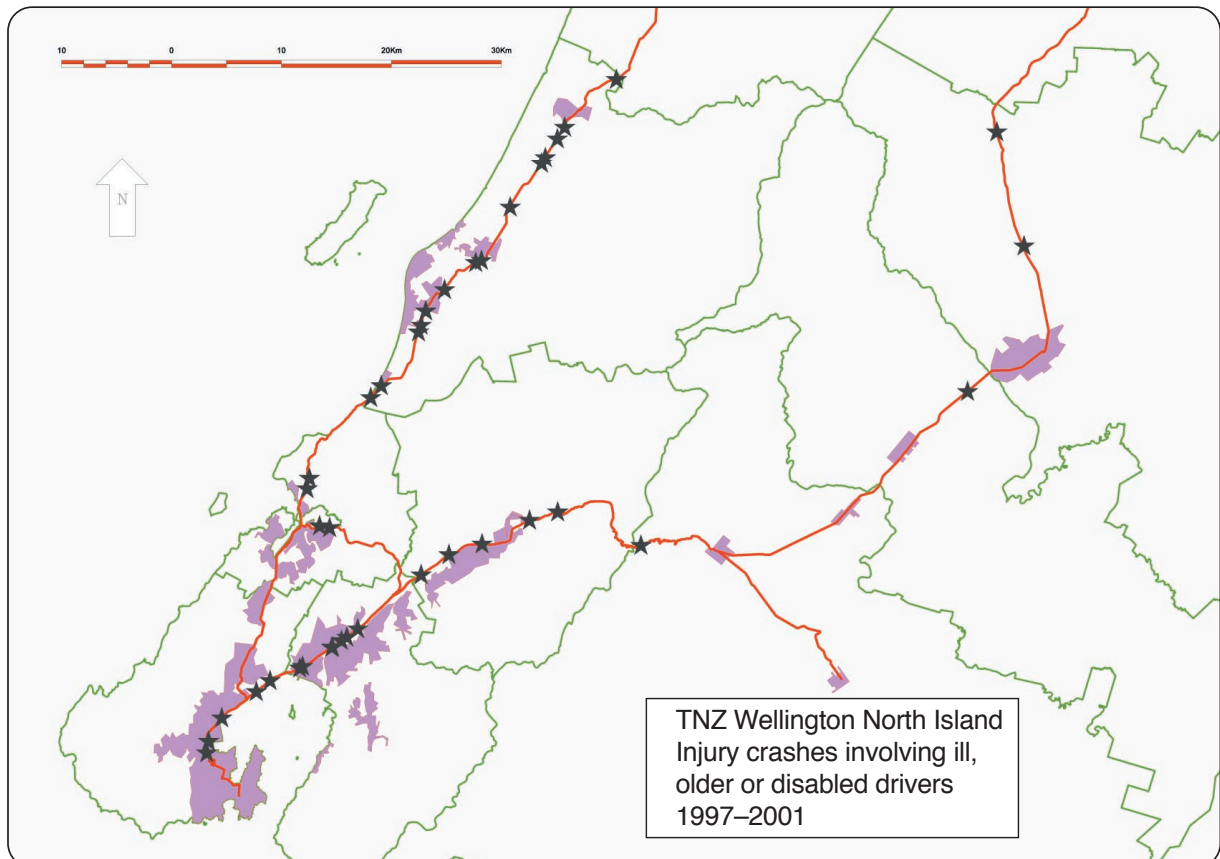 10 0 10 20Km 30Km
N
TNZ Wellington North Island
Injury crashes involving ill,
older or disabled drivers
1997–2001